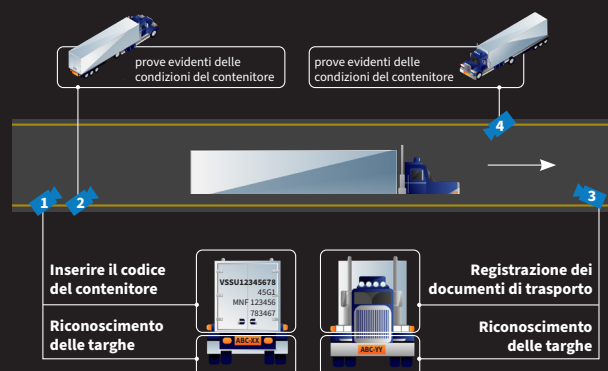 prove evidenti delle
condizioni del contenitore
prove evidenti delle
condizioni del contenitore
4
1
2
3
Inserire il codice
del contenitore
VSSU12345678
45G1
MNF 123456
783467
Registrazione dei
documenti di trasporto
Riconoscimento
delle targhe
ABC-XX
ABC-YY
Riconoscimento
delle targhe